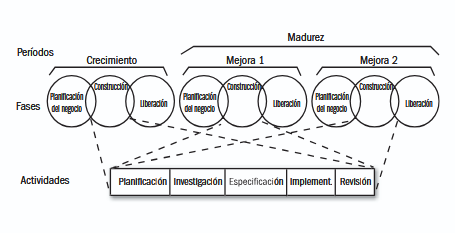 Madurez
Períodos
Crecimiento Mejora 1 Mejora 2
Fases
Planificación del negocio Construcción Liberación Planificación del negocio Construcción Liberación Planificación del negocio Construcción Liberación
Actividades
Planificación Investigación Especificación Implement. Revisión